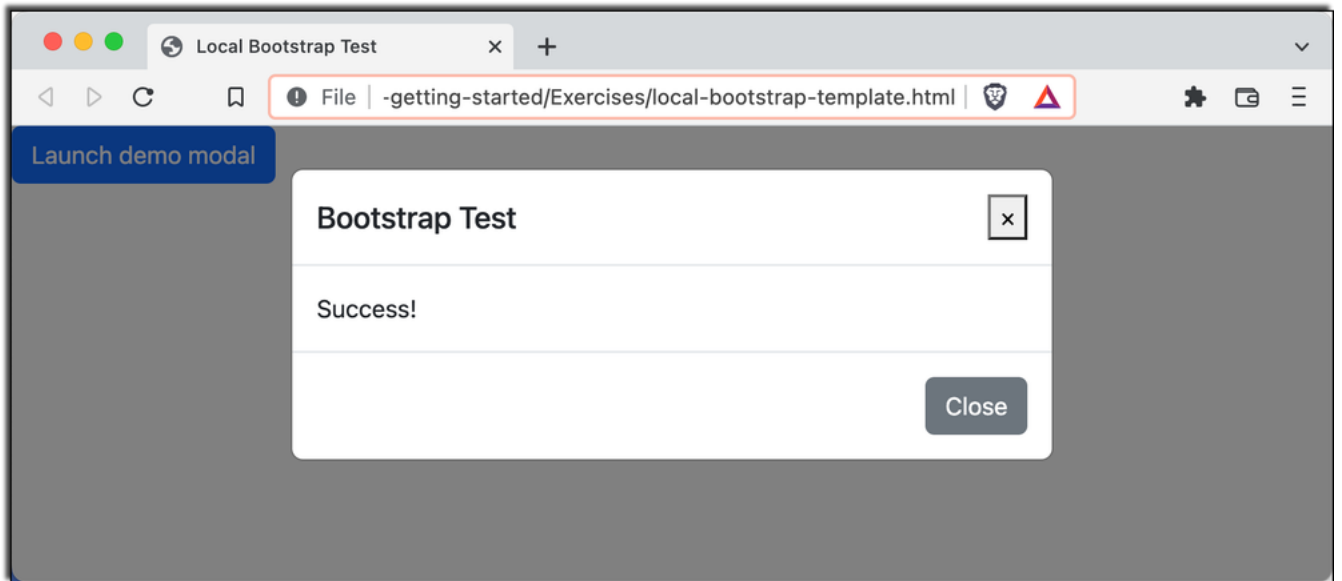 Local Bootstrap Test
File | -getting-started/Exercises/local-bootstrap-template.html
Launch demo modal
Bootstrap Test
×
Success!
Close